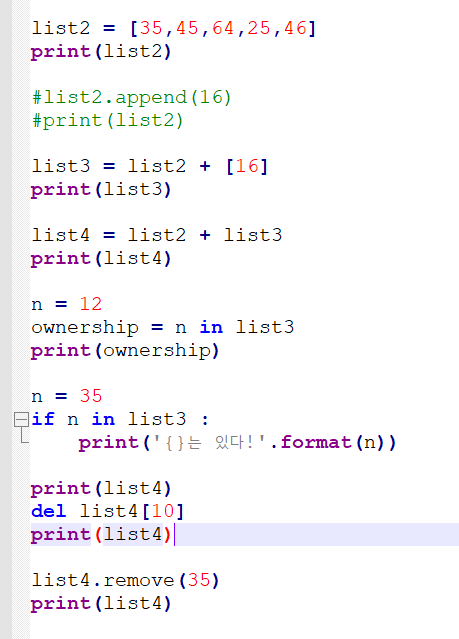 list2 = [35,45,64,25,46]
print(list2)
#list2.append(16)
#print(list2)
list3 = list2 + [16]
print(list3)
list4 = list2 + list3
print(list4)
n = 12
ownership = n in list3
print(ownership)
n = 35
if n in list3 :
    print('{}는 있다!'.format(n))
print(list4)
del list4[10]
print(list4)
list4.remove(35)
print(list4)